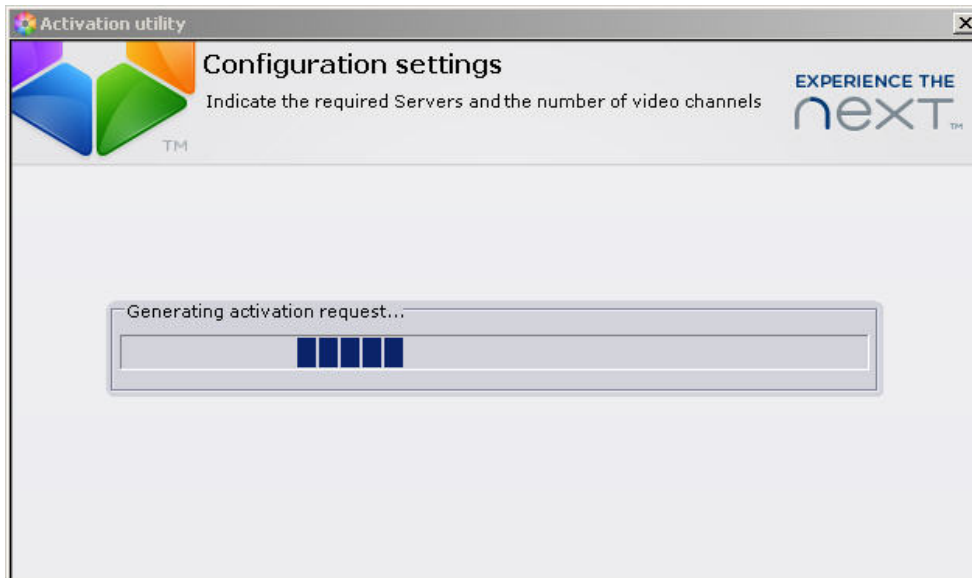 Activation utility
Configuration settings
Indicate the required Servers and the number of video channels
EXPERIENCE THE
next™
TM
Generating activation request...